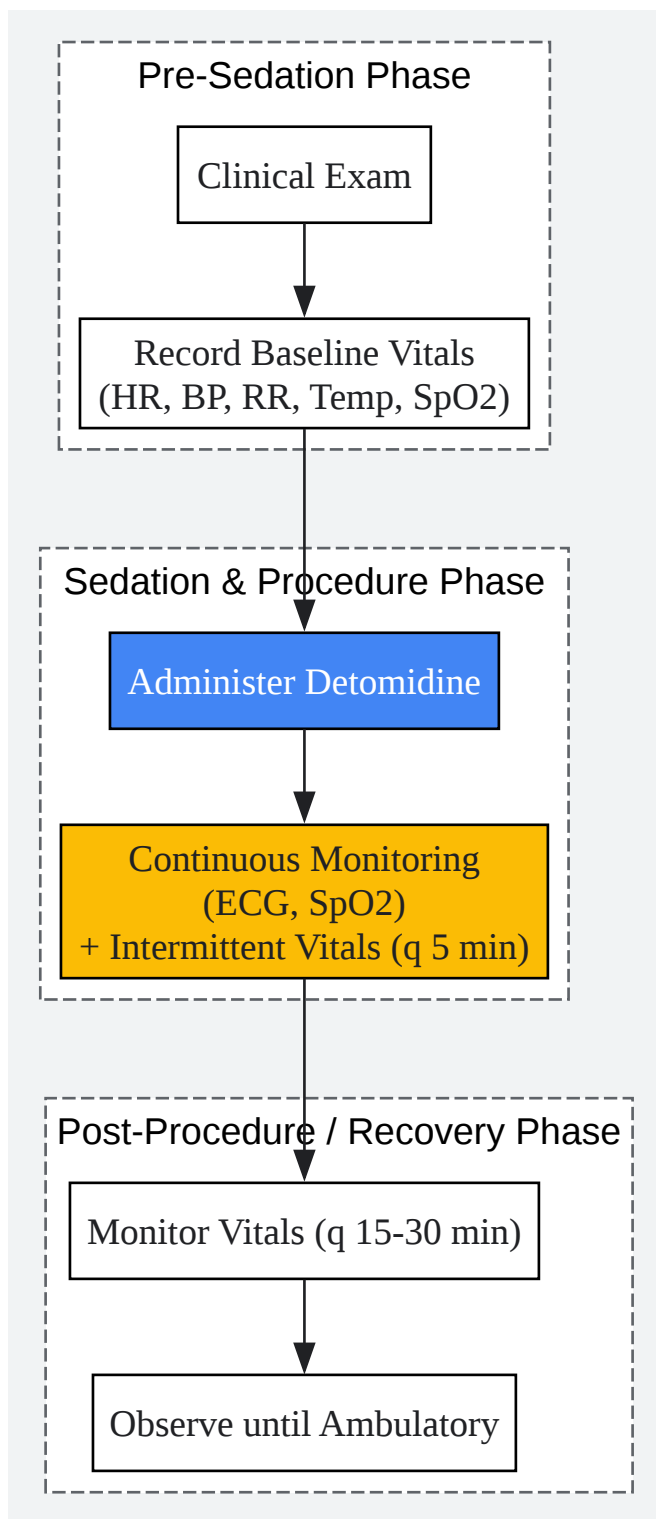 Pre-Sedation Phase
Clinical Exam
Record Baseline Vitals
(HR, BP, RR, Temp, SpO2)
Sedation & Procedure Phase
Administer Detomidine
Continuous Monitoring
(ECG, SpO2)
+ Intermittent Vitals (q 5 min)
Post-Procedure / Recovery Phase
Monitor Vitals (q 15-30 min)
Observe until Ambulatory